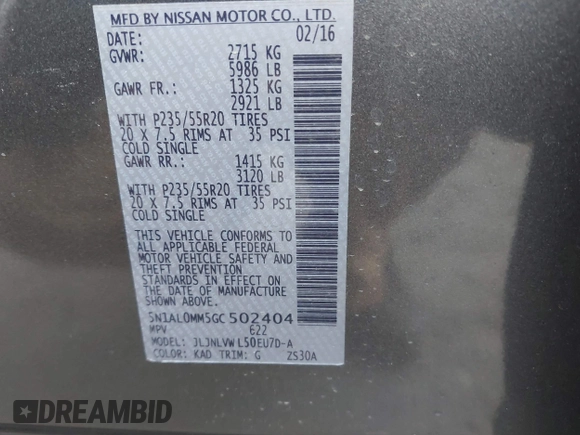 MFD BY NISSAN MOTOR CO., LTD.
DATE: 02/16
GVWR: 2715 KG
5986 LB
GAWR FR.: 1325 KG
2921 LB
WITH P235/55R20 TIRES
20 X 7.5 RIMS AT 35 PSI
COLD SINGLE
GAWR RR.: 1415 KG
3120 LB
WITH P235/55R20 TIRES
20 X 7.5 RIMS AT 35 PSI
COLD SINGLE
THIS VEHICLE CONFORMS TO
ALL APPLICABLE FEDERAL
MOTOR VEHICLE SAFETY AND
THEFT PREVENTION
STANDARDS IN EFFECT ON
THE DATE OF MANUFACTURE
SHOWN ABOVE.
5N1AL0MM5GC502404
MPV 622
MODEL: JLJNLVW L50EU7D-A
COLOR: KAD TRIM: G ZS30A
DREAMBID